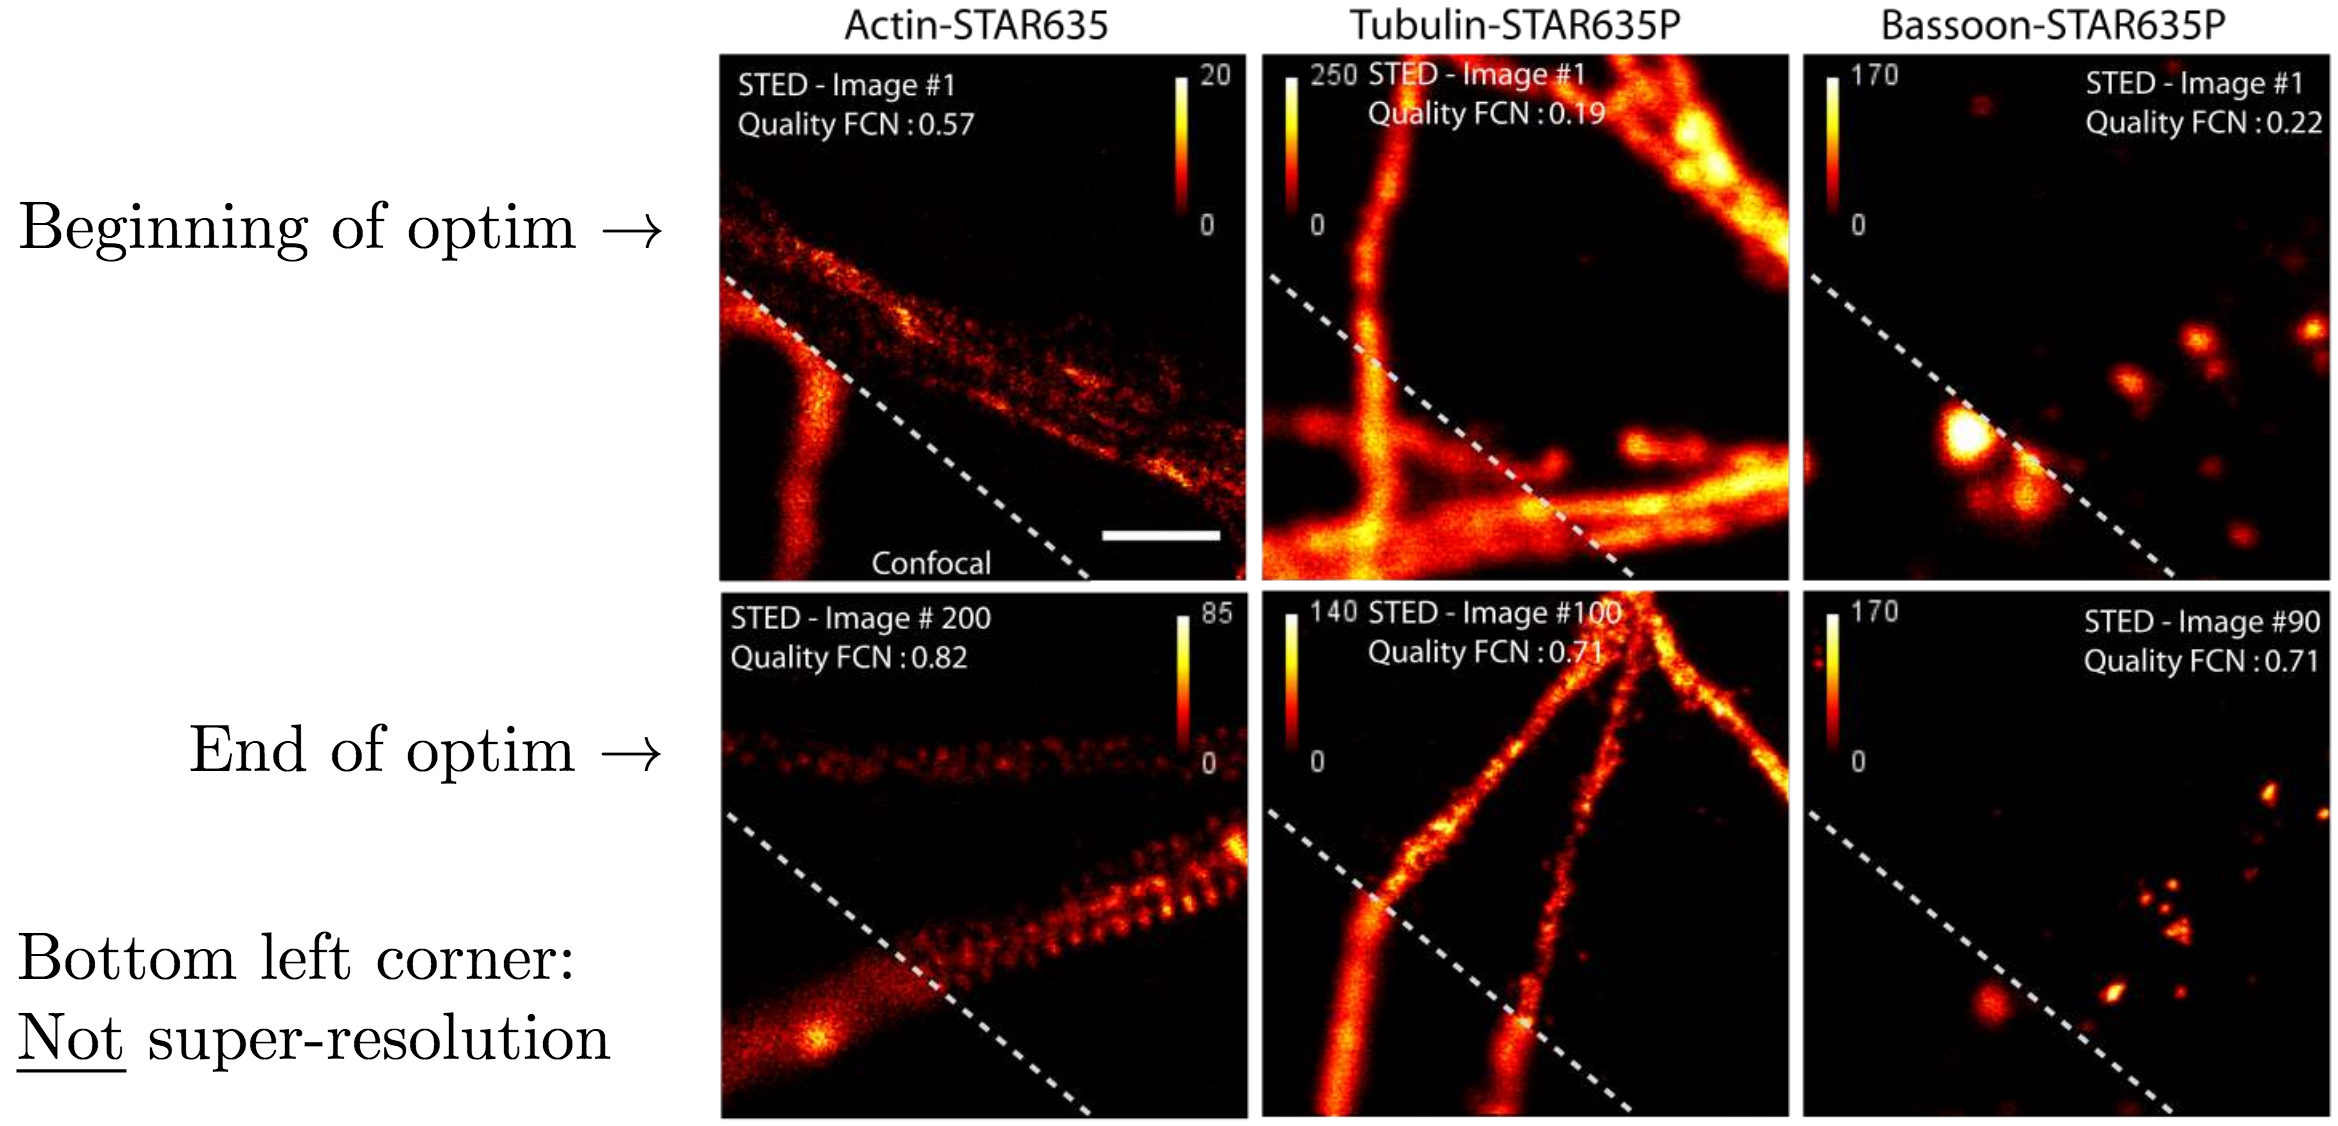 Actin-STAR635
Tubulin-STAR635P
Bassoon-STAR635P
Beginning of optim →
STED - Image #1
Quality FCN : 0.57
20
0
Confocal
250
0
STED - Image #1
Quality FCN : 0.19
170
0
STED - Image #1
Quality FCN : 0.22
End of optim →
STED - Image # 200
Quality FCN : 0.82
85
0
140
0
STED - Image #100
Quality FCN : 0.71
170
0
STED - Image #90
Quality FCN : 0.71
Bottom left corner:
Not super-resolution